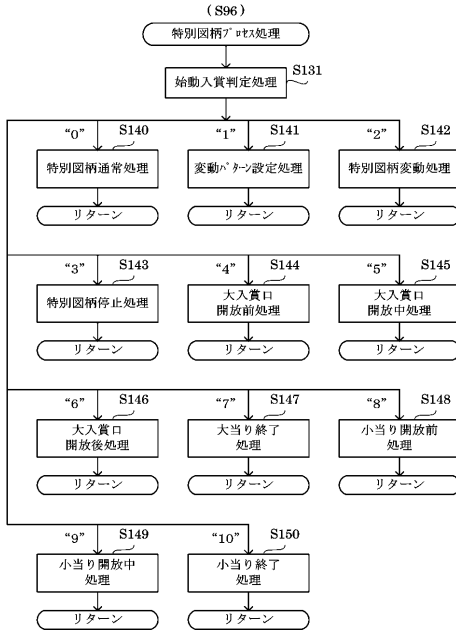 (S96)
特別図柄ﾌﾟﾛｾｽ処理
S131
始動入賞判定処理
“0” S140 “1” S141 “2” S142
特別図柄通常処理 変動ﾊﾟﾀｰﾝ設定処理 特別図柄変動処理
リターン リターン リターン
“3” S143 “4” S144 “5” S145
特別図柄停止処理 大入賞口 大入賞口
開放前処理 開放中処理
リターン リターン リターン
“6” S146 “7” S147 “8” S148
大入賞口 大当り終了 小当り開放前
開放後処理 処理 処理
リターン リターン リターン
“9” S149 “10” S150
小当り開放中 小当り終了
処理 処理
リターン リターン